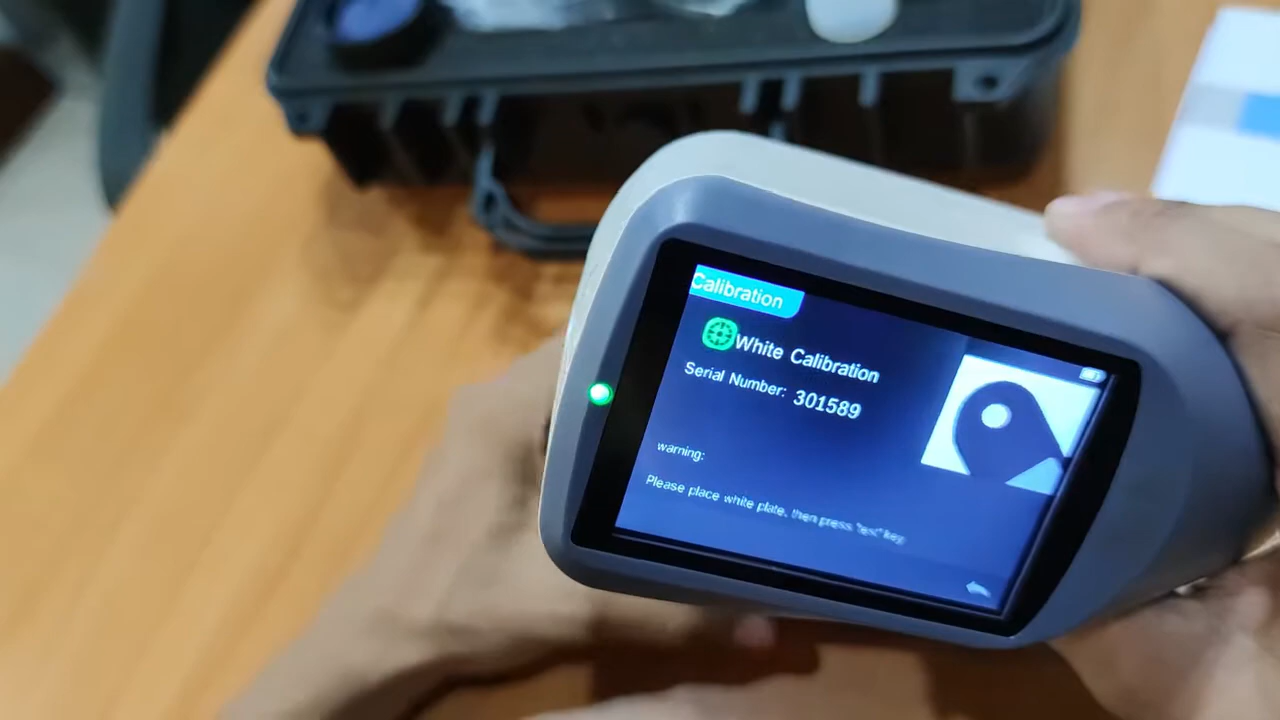 Calibration
White Calibration
Serial Number: 301589
warning:
Please place white plate, then press "test" key.